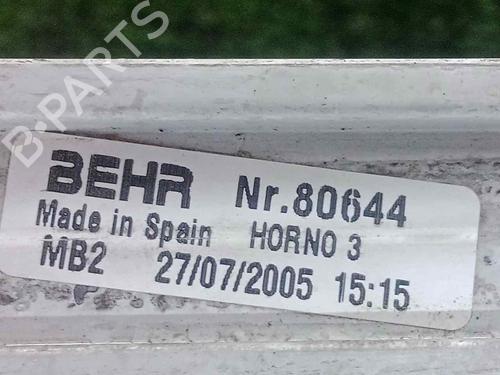 B-PARTS
BEHR Nr.80644
Made in Spain HORNO 3
MB2 27/07/2005 15:15